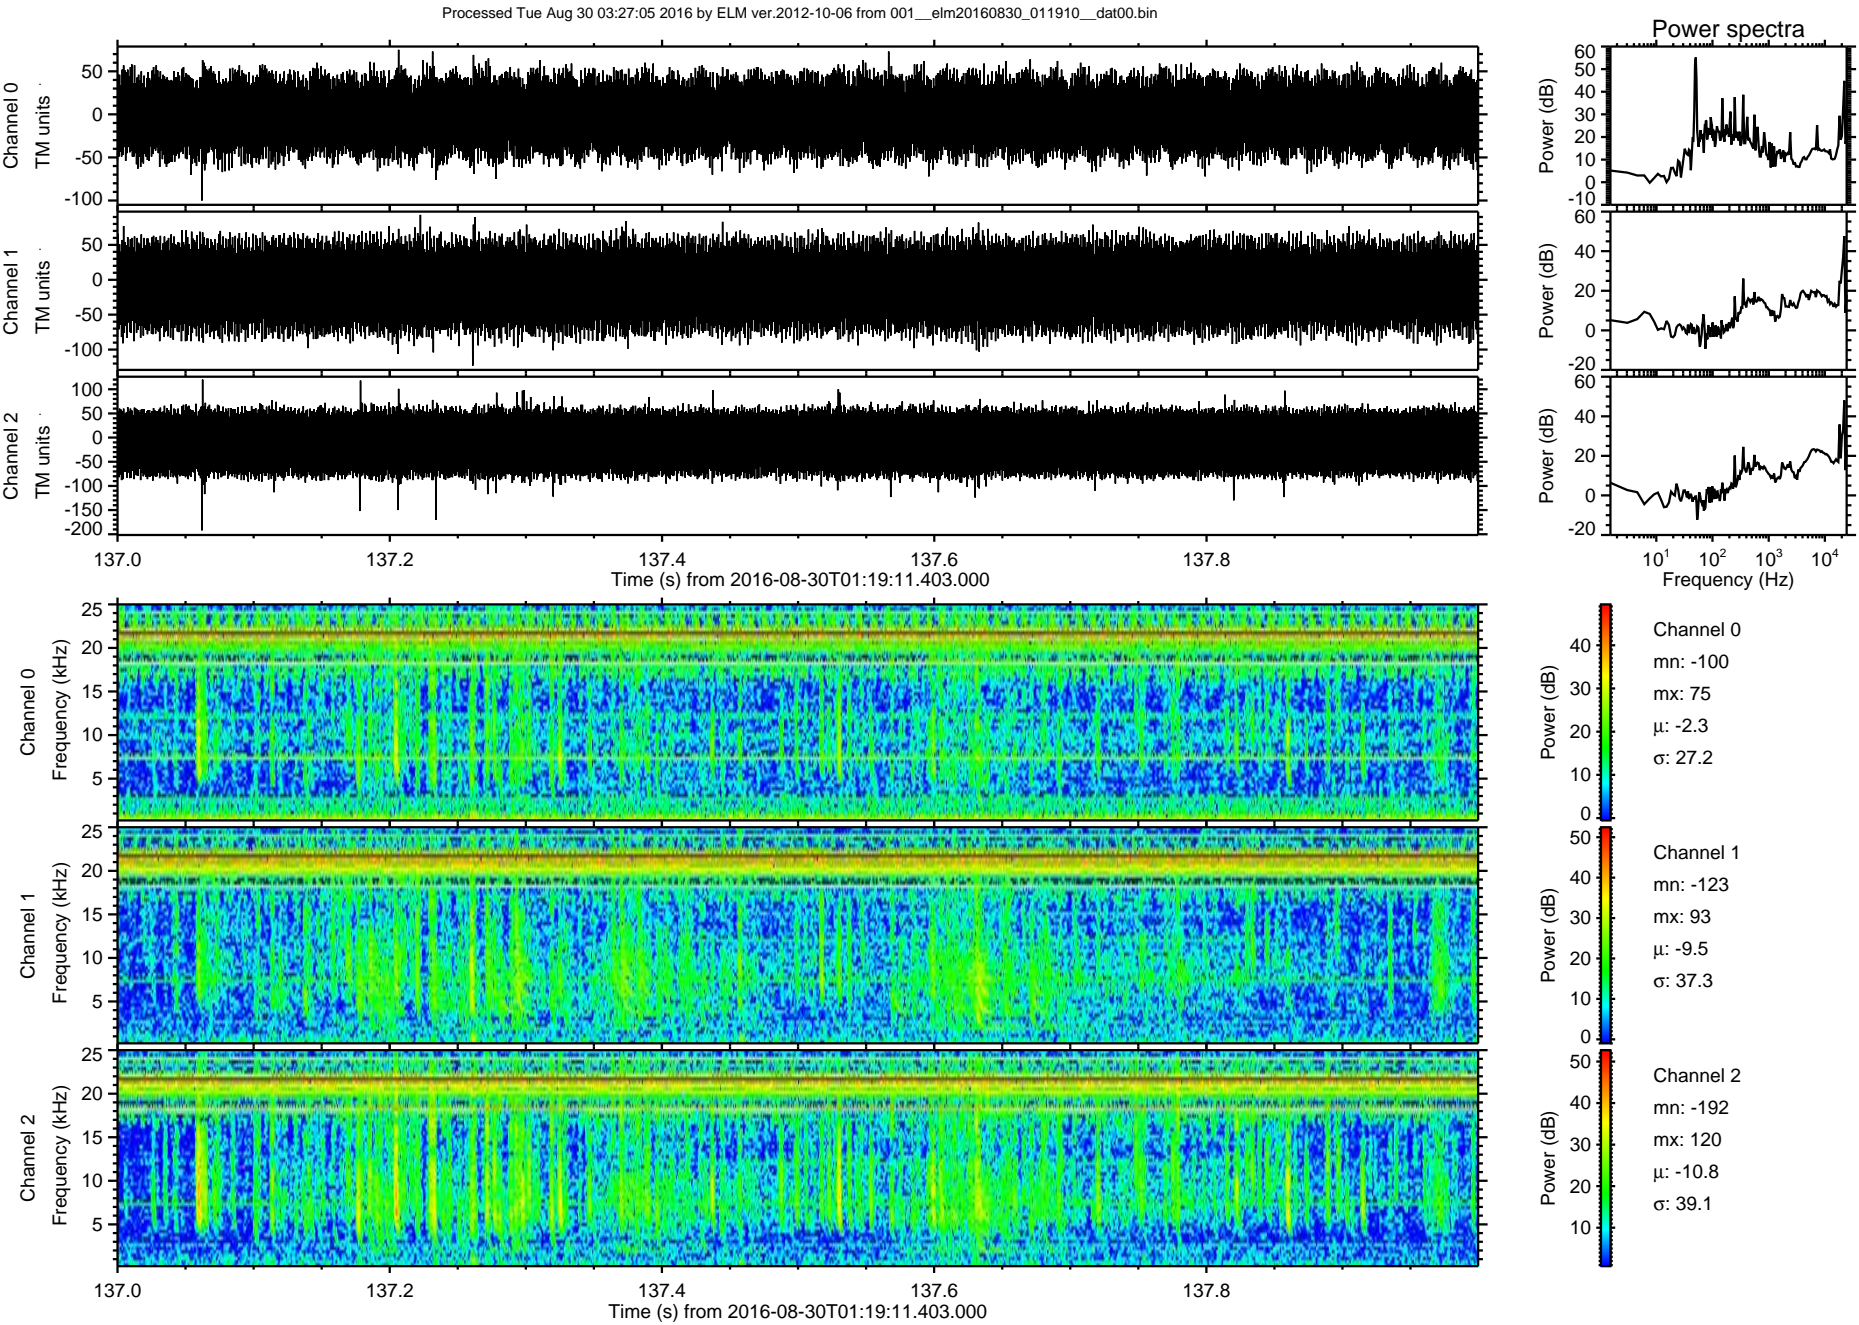 Processed Tue Aug 30 03:27:05 2016 by ELM ver.2012-10-06 from 001__elm20160830_011910__dat00.bin
Power spectra
Channel 0
TM units
50
0
-50
-100
Power (dB)
60
50
40
30
20
10
0
-10
Channel 1
TM units
50
0
-50
-100
Power (dB)
60
40
20
0
-20
Channel 2
TM units
100
50
0
-50
-100
-150
-200
Power (dB)
60
40
20
0
-20
137.0 137.2 137.4 137.6 137.8
Time (s) from 2016-08-30T01:19:11.403.000
10¹ 10² 10³ 10⁴
Frequency (Hz)
Channel 0
Frequency (kHz)
25
20
15
10
5
Power (dB)
40
30
20
10
0
Channel 0
mn: -100
mx: 75
µ: -2.3
σ: 27.2
Channel 1
Frequency (kHz)
25
20
15
10
5
Power (dB)
50
40
30
20
10
0
Channel 1
mn: -123
mx: 93
µ: -9.5
σ: 37.3
Channel 2
Frequency (kHz)
25
20
15
10
5
Power (dB)
50
40
30
20
10
Channel 2
mn: -192
mx: 120
µ: -10.8
σ: 39.1
137.0 137.2 137.4 137.6 137.8
Time (s) from 2016-08-30T01:19:11.403.000